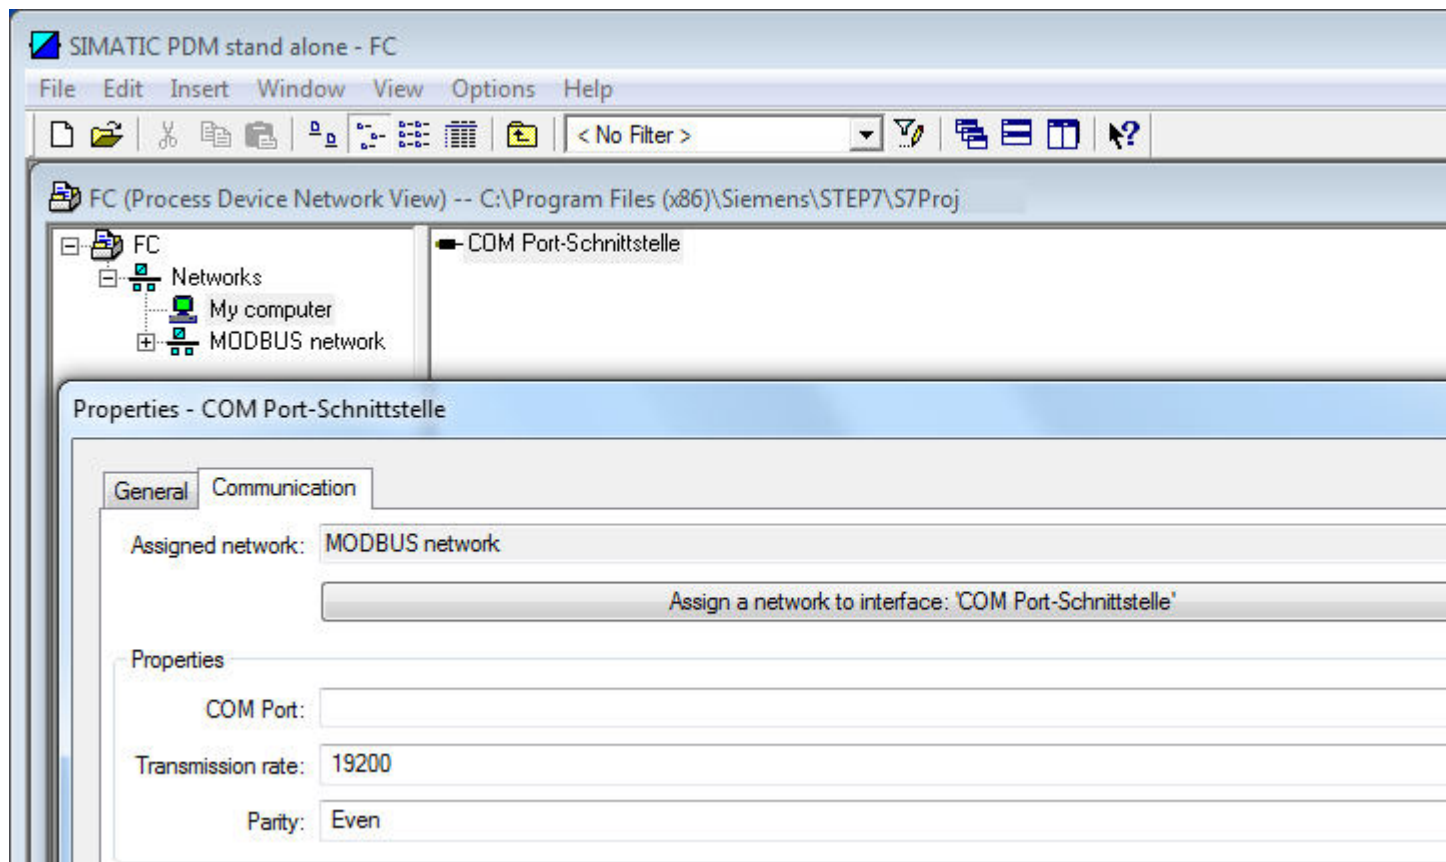 SIMATIC PDM stand alone - FC
File Edit Insert Window View Options Help
< No Filter >
FC (Process Device Network View) -- C:\Program Files (x86)\Siemens\STEP7\S7Proj
FC
COM Port-Schnittstelle
Networks
My computer
MODBUS network
Properties - COM Port-Schnittstelle
General Communication
Assigned network: MODBUS network
Assign a network to interface: 'COM Port-Schnittstelle'
Properties
COM Port:
Transmission rate: 19200
Parity: Even